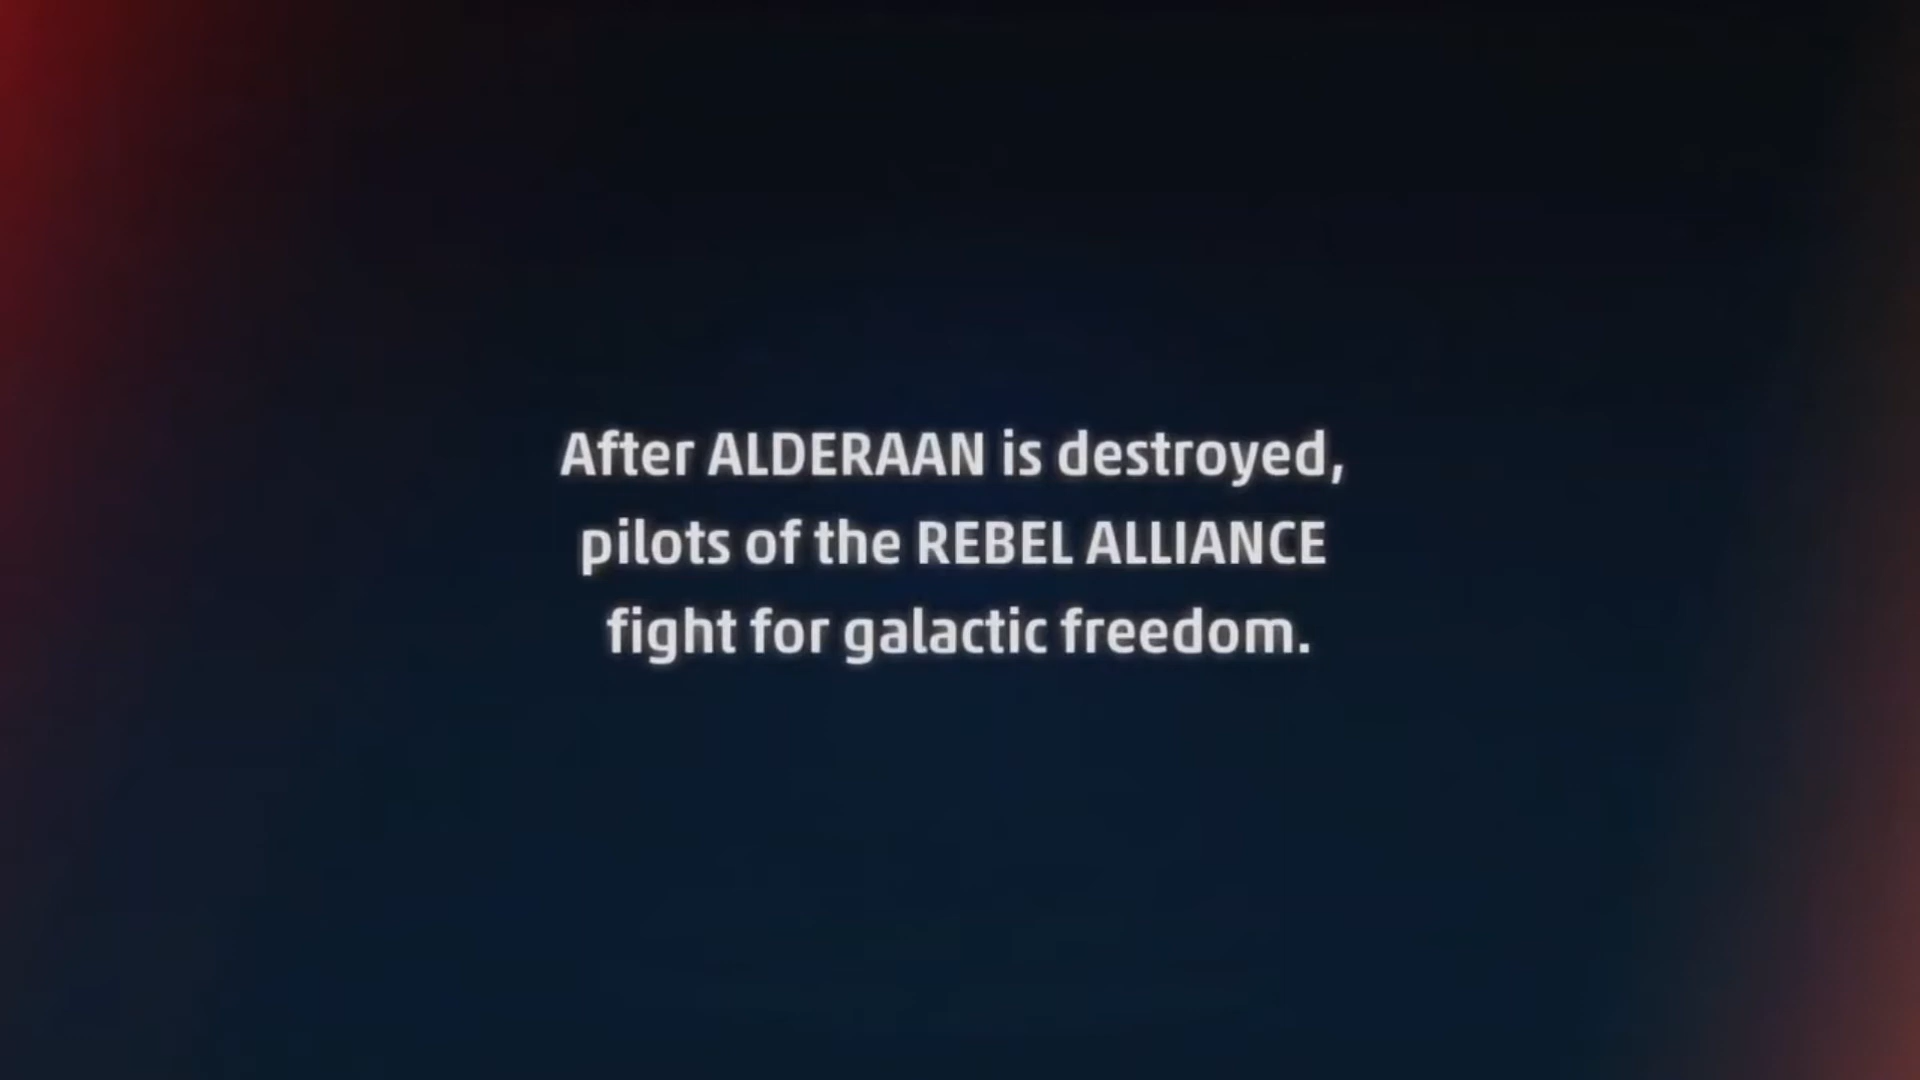 After ALDERAAN is destroyed,
pilots of the REBEL ALLIANCE
fight for galactic freedom.